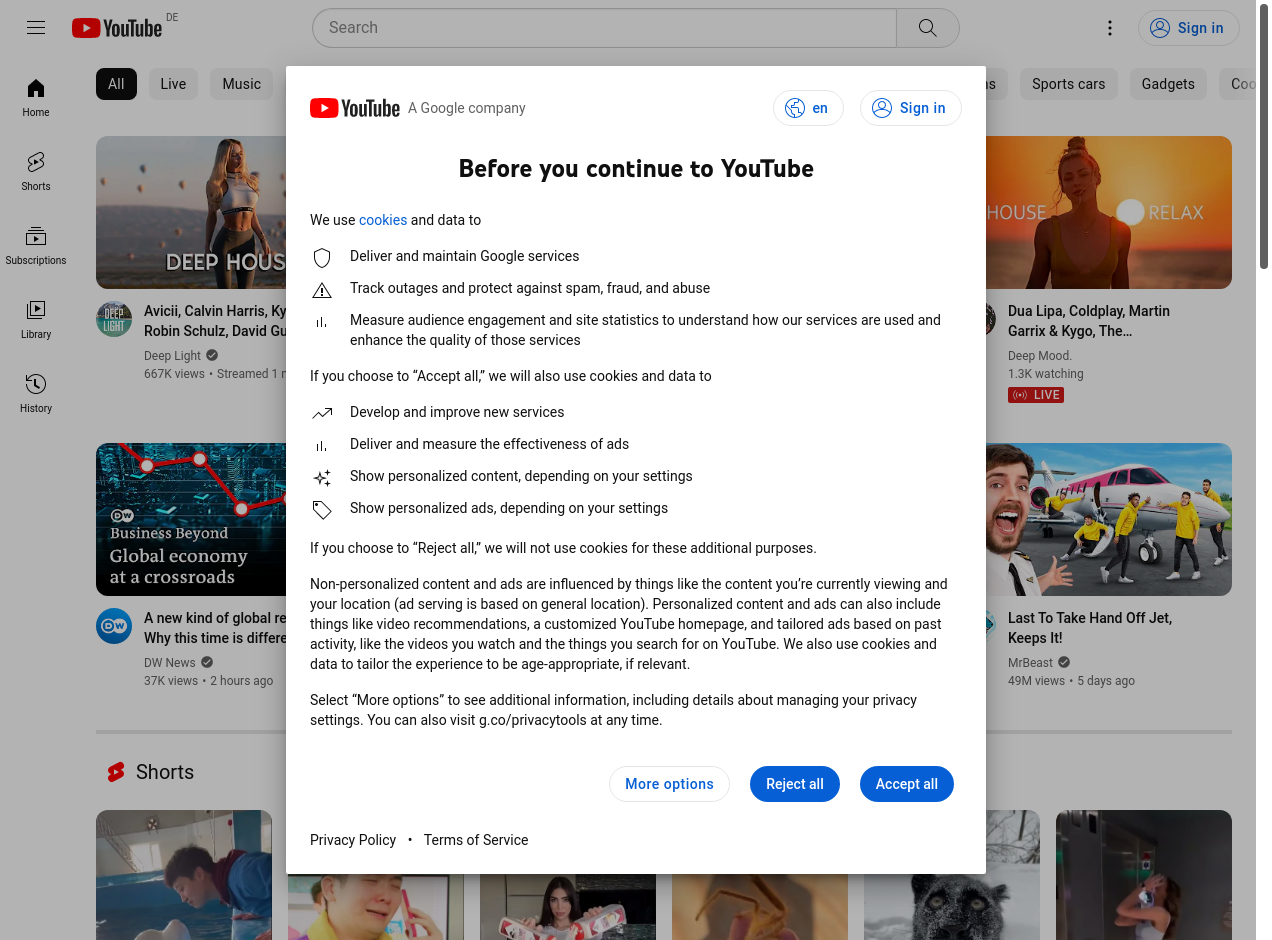 YouTube DE
Search
Sign in
All
Live
Music
Sports cars
Gadgets
Home
Shorts
Subscriptions
Library
History
YouTube A Google company
en
Sign in
Before you continue to YouTube
We use cookies and data to
Deliver and maintain Google services
Track outages and protect against spam, fraud, and abuse
Measure audience engagement and site statistics to understand how our services are used and
enhance the quality of those services
If you choose to “Accept all,” we will also use cookies and data to
Develop and improve new services
Deliver and measure the effectiveness of ads
Show personalized content, depending on your settings
Show personalized ads, depending on your settings
If you choose to “Reject all,” we will not use cookies for these additional purposes.
Non-personalized content and ads are influenced by things like the content you’re currently viewing and
your location (ad serving is based on general location). Personalized content and ads can also include
things like video recommendations, a customized YouTube homepage, and tailored ads based on past
activity, like the videos you watch and the things you search for on YouTube. We also use cookies and
data to tailor the experience to be age-appropriate, if relevant.
Select “More options” to see additional information, including details about managing your privacy
settings. You can also visit g.co/privacytools at any time.
More options
Reject all
Accept all
Privacy Policy • Terms of Service
DEEP HOUS
DEEP LIGHT
Avicii, Calvin Harris, Ky
Robin Schulz, David Gu
Deep Light
667K views • Streamed 1
HOUSE RELAX
Dua Lipa, Coldplay, Martin
Garrix & Kygo, The…
Deep Mood.
1.3K watching
LIVE
DW
Business Beyond
Global economy
at a crossroads
DW
A new kind of global re
Why this time is differe
DW News
37K views • 2 hours ago
Last To Take Hand Off Jet,
Keeps It!
MrBeast
49M views • 5 days ago
Shorts